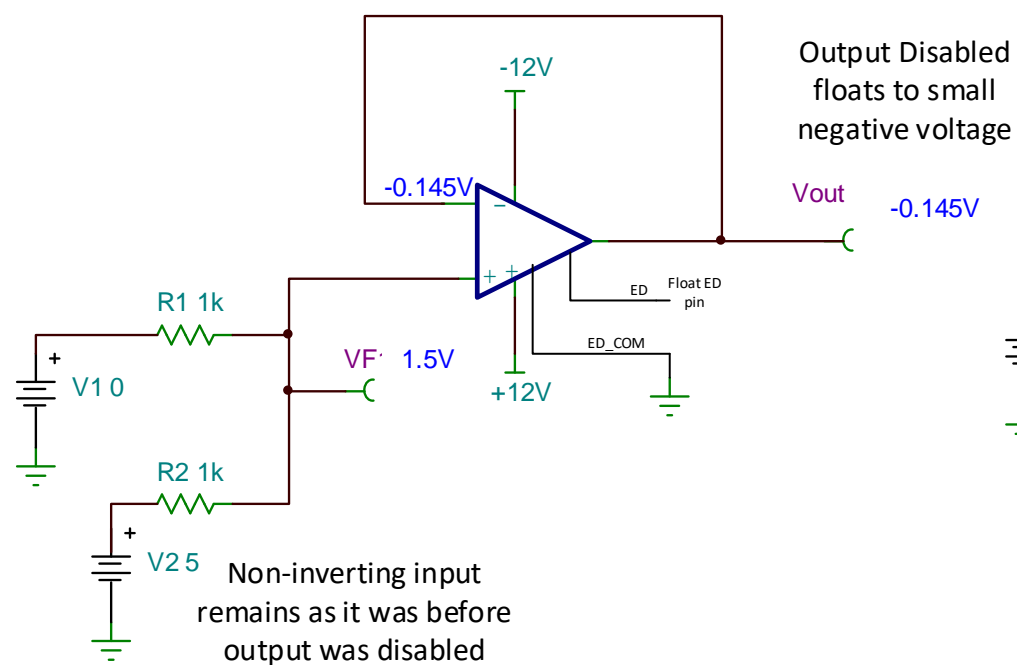 Output Disabled
floats to small
negative voltage
-12V
-0.145V
Vout
-0.145V
ED
Float ED
pin
ED_COM
R1 1k
VF
1.5V
+12V
V1 0
R2 1k
V2 5
Non-inverting input
remains as it was before
output was disabled